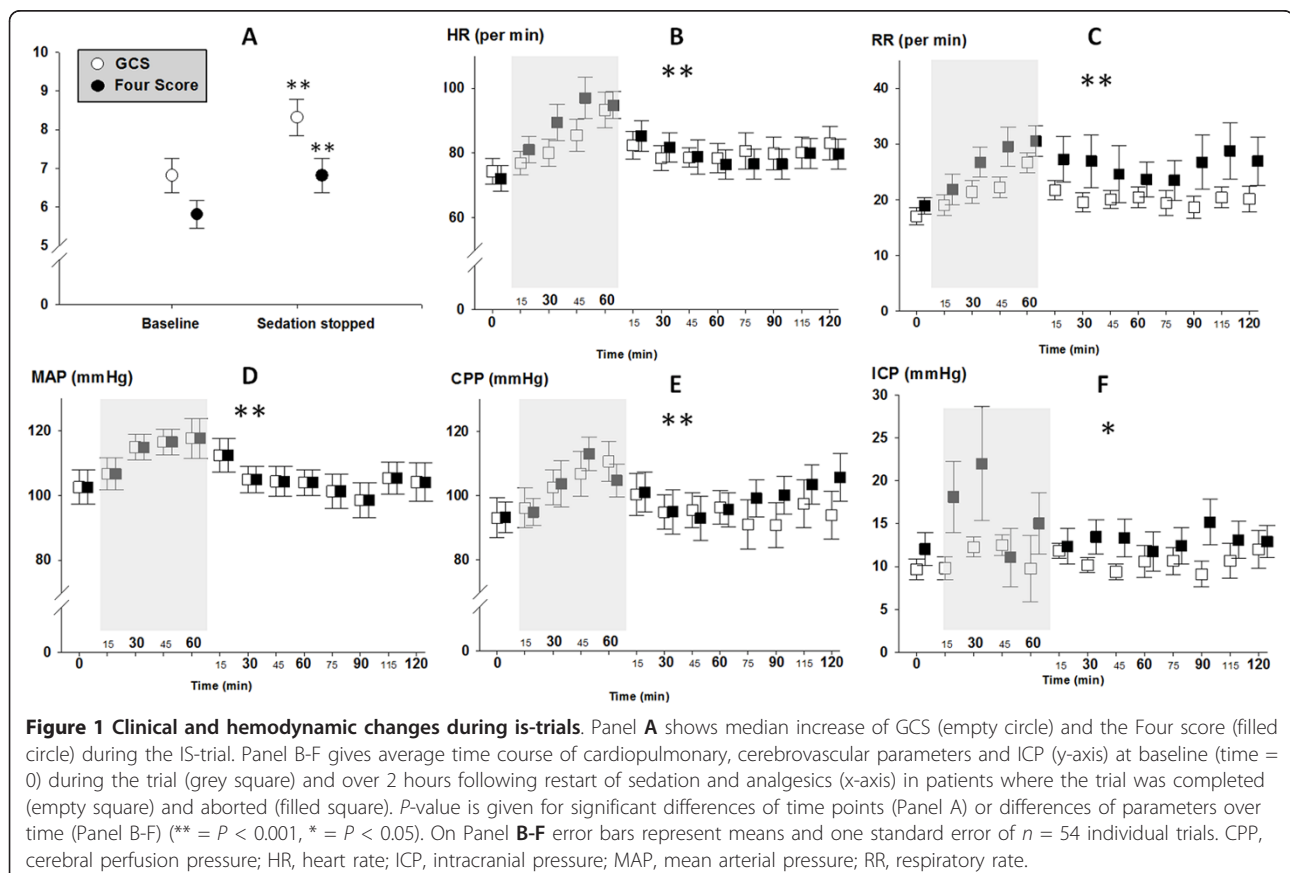 A
10
9
8
7
6
5
0
GCS
Four Score
**
**
Baseline
Sedation stopped
HR (per min)
B
**
100
80
60
0
15 30 45 60
0 15 30 45 60 75 90 115 120
Time (min)
RR (per min)
C
**
40
30
20
10
0
15 30 45 60
0 15 30 45 60 75 90 115 120
Time (min)
MAP (mmHg)
D
**
120
100
80
0
15 30 45 60
0 15 30 45 60 75 90 115 120
Time (min)
CPP (mmHg)
E
**
120
100
80
0
15 30 45 60
0 15 30 45 60 75 90 115 120
Time (min)
ICP (mmHg)
F
*
30
25
20
15
10
5
0
15 30 45 60
0 15 30 45 60 75 90 115 120
Time (min)
Figure 1 Clinical and hemodynamic changes during is-trials. Panel A shows median increase of GCS (empty circle) and the Four score (filled
circle) during the IS-trial. Panel B-F gives average time course of cardiopulmonary, cerebrovascular parameters and ICP (y-axis) at baseline (time =
0) during the trial (grey square) and over 2 hours following restart of sedation and analgesics (x-axis) in patients where the trial was completed
(empty square) and aborted (filled square). P-value is given for significant differences of time points (Panel A) or differences of parameters over
time (Panel B-F) (** = P < 0.001, * = P < 0.05). On Panel B-F error bars represent means and one standard error of n = 54 individual trials. CPP,
cerebral perfusion pressure; HR, heart rate; ICP, intracranial pressure; MAP, mean arterial pressure; RR, respiratory rate.